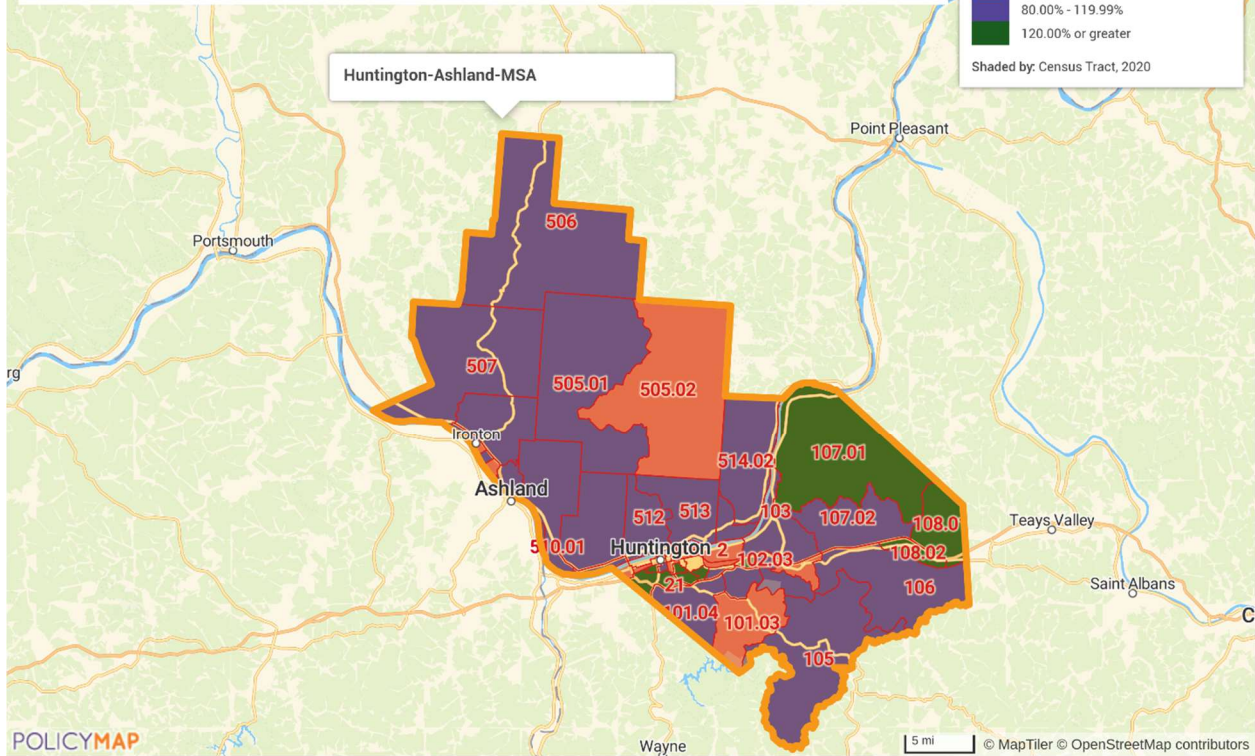 80.00% - 119.99%
120.00% or greater
Shaded by: Census Tract, 2020
Huntington-Ashland-MSA
Point Pleasant
506
Portsmouth
rg
507
505.01
505.02
Ironton
514.02
107.01
Ashland
512
513
103
107.02
108.0
Teays Valley
510.01
Huntington
2
102.03
108.02
21
106
Saint Albans
101.04
101.03
C
105
POLICYMAP
Wayne
5 mi
© MapTiler © OpenStreetMap contributors